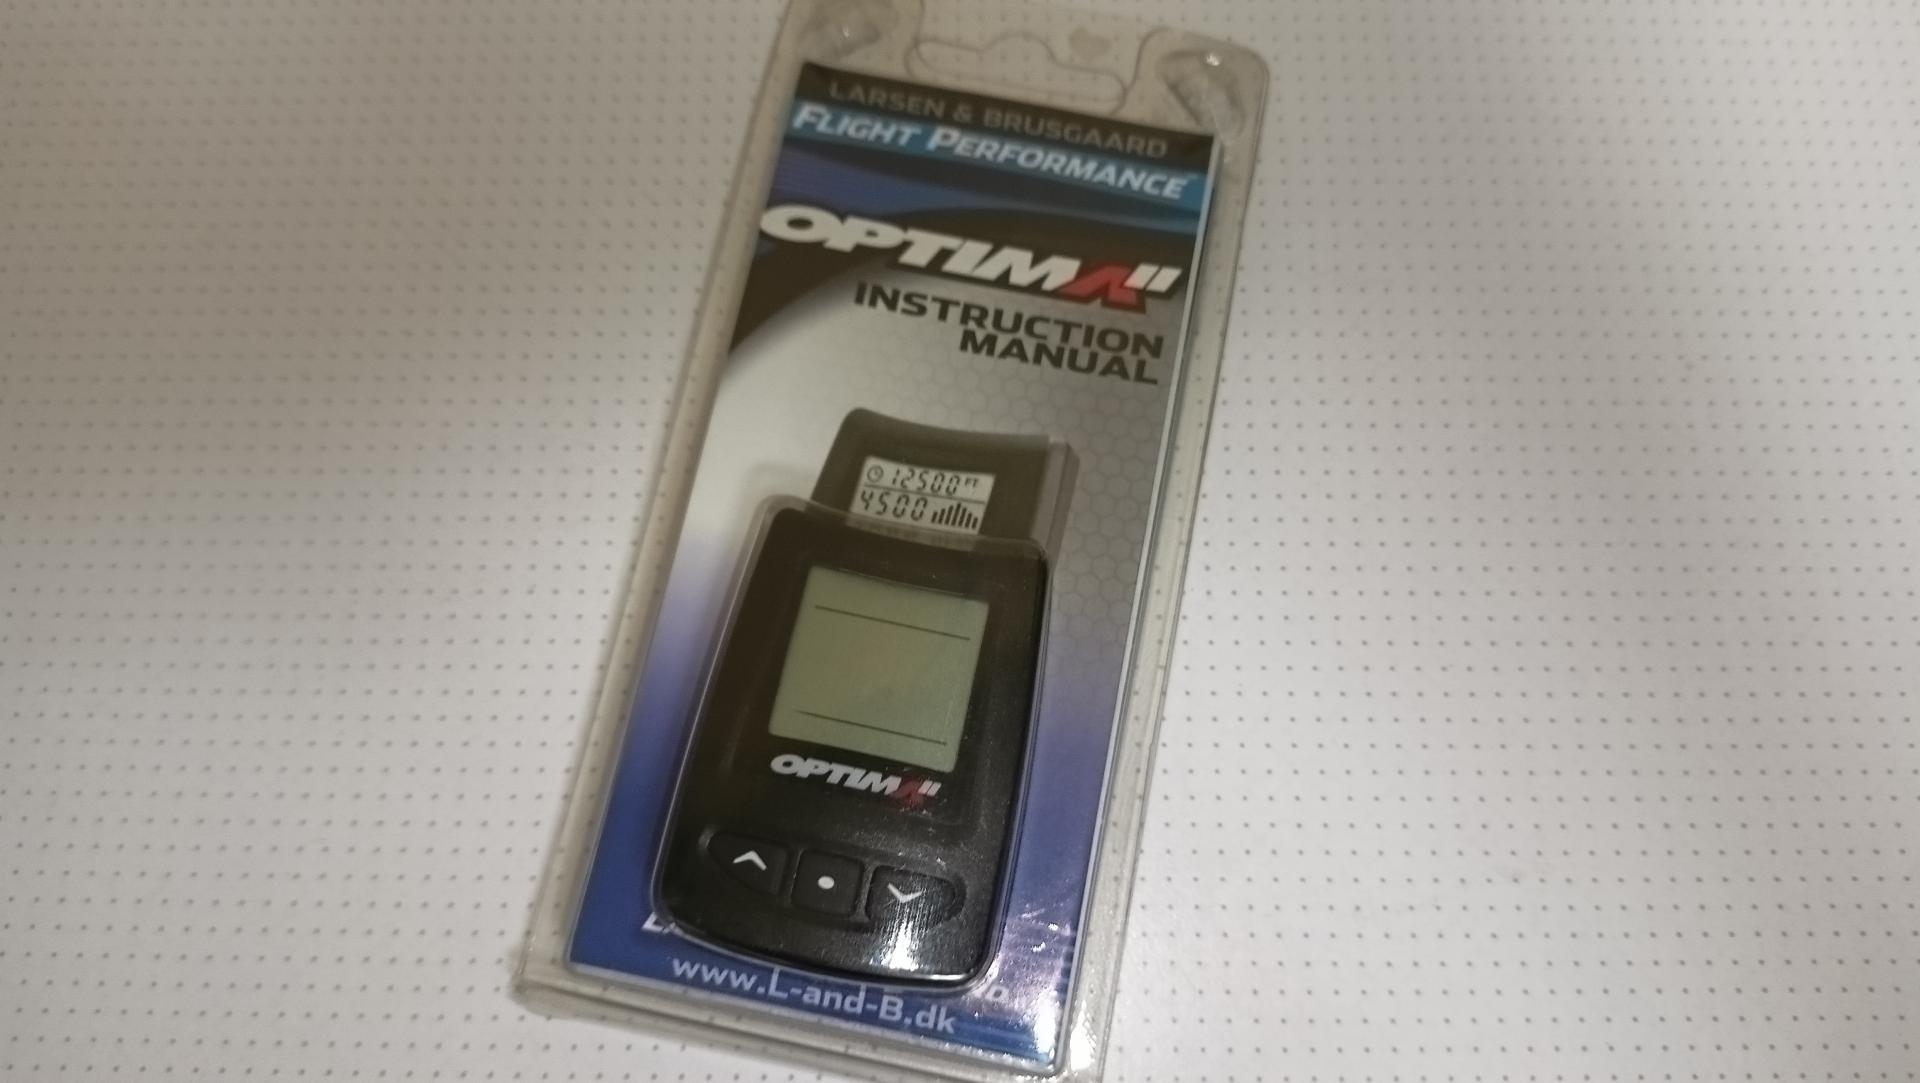 LARSEN & BRUSGAARD
FLIGHT PERFORMANCE
OPTIMA II
INSTRUCTION
MANUAL
12500 FT
4500
OPTIMA II
www.L-and-B.dk